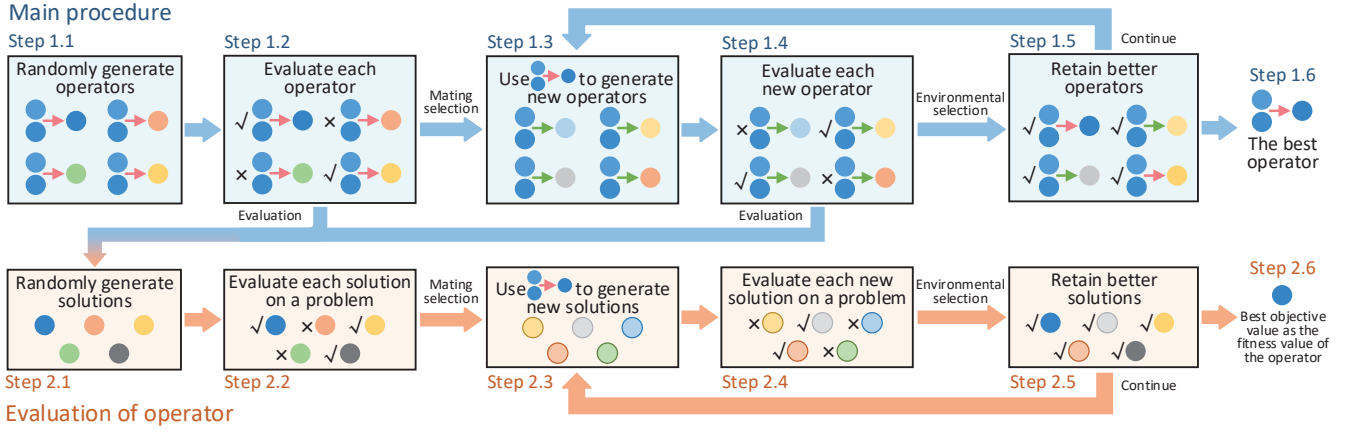 Main procedure
Step 1.1
Randomly generate
operators
Step 1.2
Evaluate each
operator
√
×
×
√
Mating
selection
Step 1.3
Use to generate
new operators
Step 1.4
Evaluate each
new operator
×
√
√
×
Environmental
selection
Step 1.5
Retain better
operators
√
√
√
√
Continue
Step 1.6
The best
operator
Evaluation
Evaluation
Randomly generate
solutions
Step 2.1
Evaluate each solution
on a problem
√ × √
× √
Step 2.2
Mating
selection
Use to generate
new solutions
Step 2.3
Evaluate each new
solution on a problem
× √ ×
√ ×
Step 2.4
Environmental
selection
Retain better
solutions
√ √ √
√ √
Step 2.5
Continue
Step 2.6
Best objective
value as the
fitness value of
the operator
Evaluation of operator